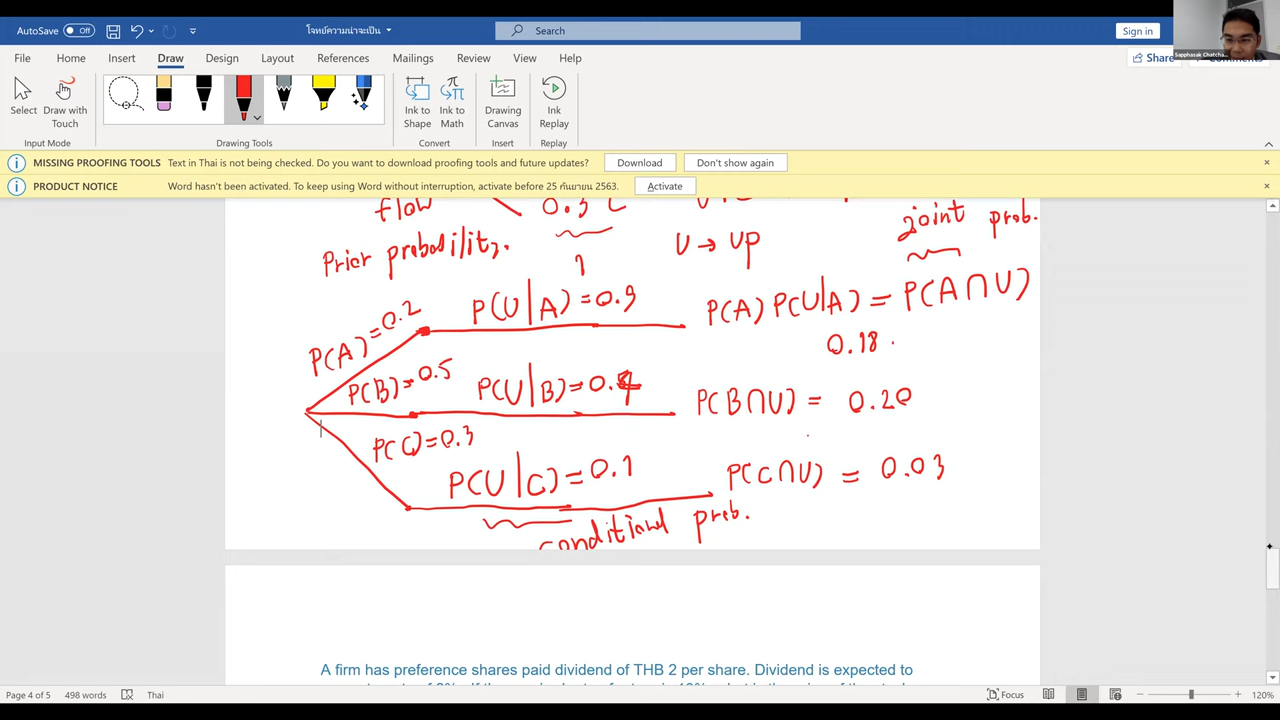 AutoSave Off โจทย์ความน่าจะเป็น Search Sign in
Sapphasak Chatcha...
File Home Insert Draw Design Layout References Mailings Review View Help Share Comments
Select Draw with Touch Ink to Shape Ink to Math Drawing Canvas Ink Replay
Input Mode Drawing Tools Convert Insert Replay
MISSING PROOFING TOOLS Text in Thai is not being checked. Do you want to download proofing tools and future updates? Download Don't show again
PRODUCT NOTICE Word hasn't been activated. To keep using Word without interruption, activate before 25 กันยายน 2563. Activate
flow 0.3 C
joint prob.
Prior probability. U → up
1
P(A)=0.2 P(U|A)=0.9 P(A) P(U|A) = P(A∩U)
0.18
P(B)=0.5 P(U|B)=0.4 P(B∩U) = 0.20
P(C)=0.3 P(U|C)=0.1 P(C∩U) = 0.03
conditional prob.
A firm has preference shares paid dividend of THB 2 per share. Dividend is expected to
Page 4 of 5 498 words Thai Focus 120%